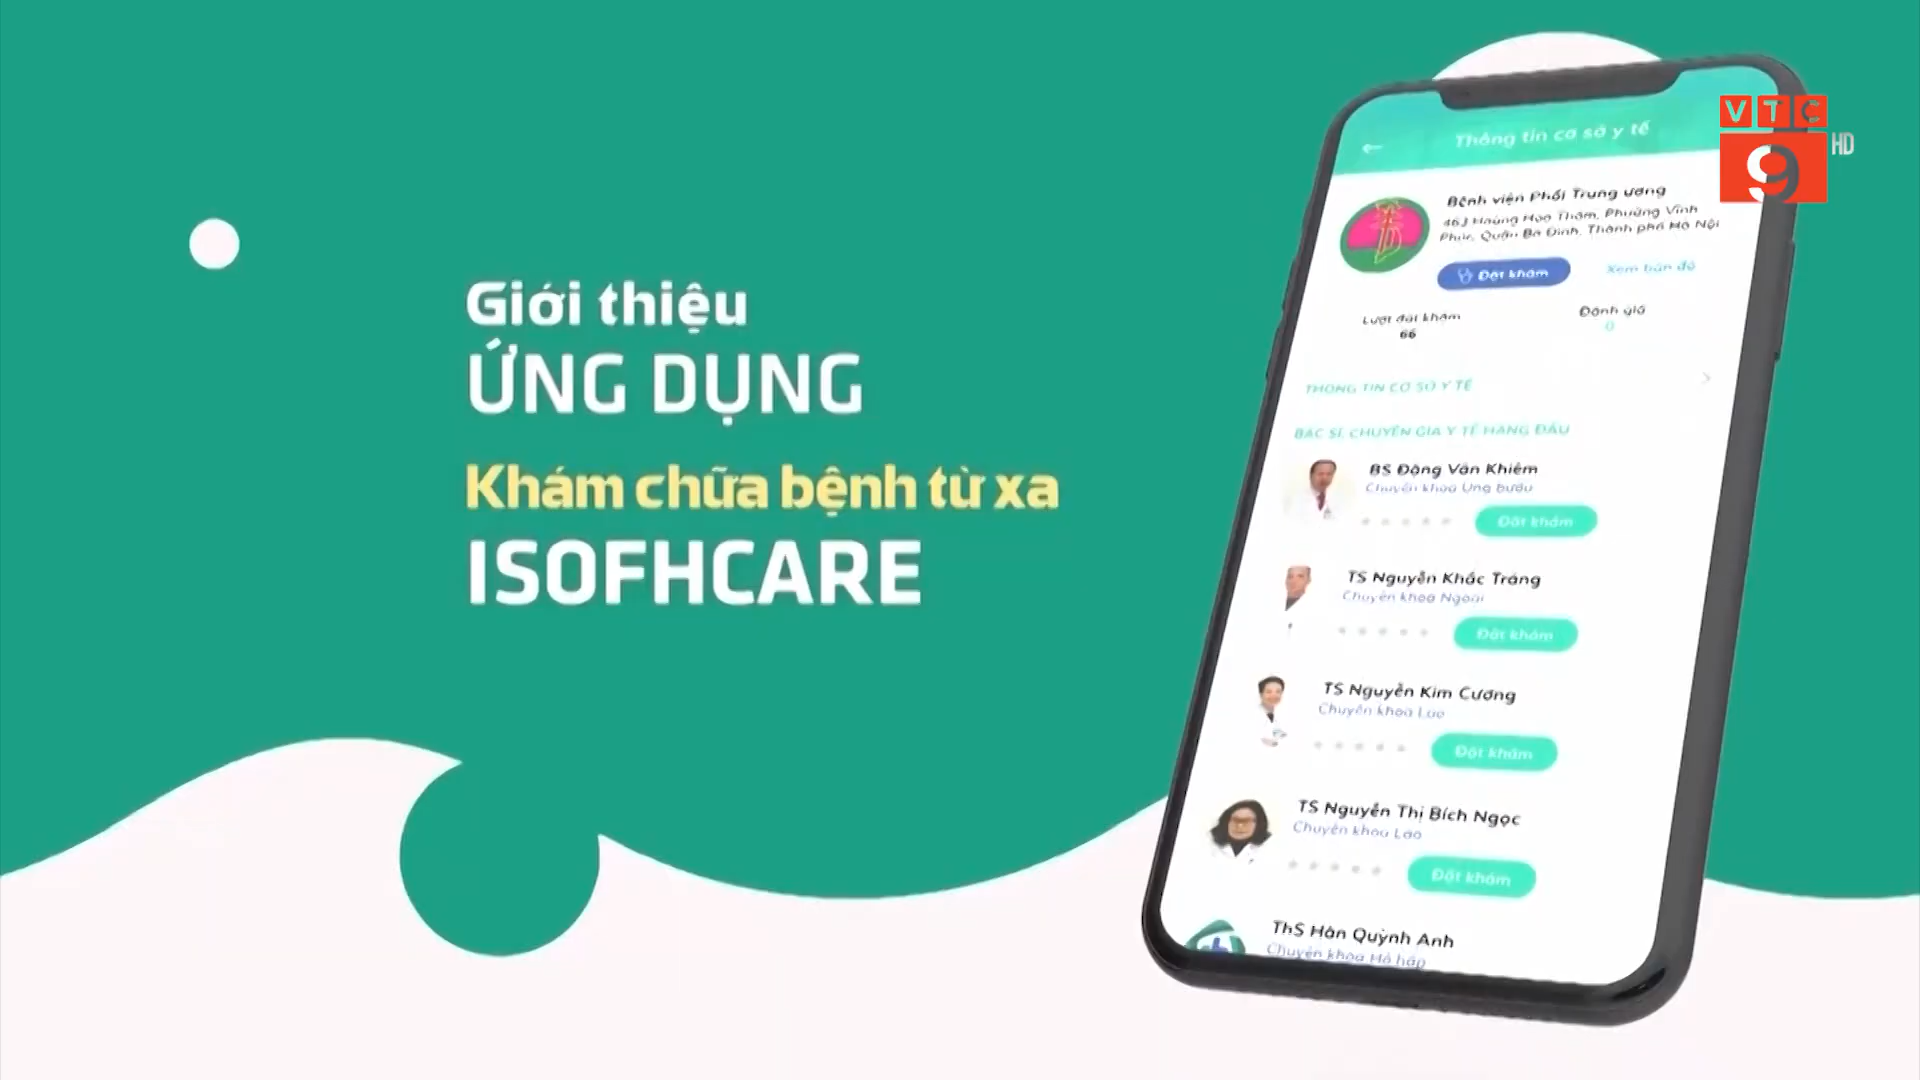 Giới thiệu
ỨNG DỤNG
Khám chữa bệnh từ xa
ISOFHCARE
VTC
9
HD
Thông tin cơ sở y tế
Bệnh viện Phổi Trung ương
463 Hoàng Hoa Thám, Phường Vĩnh
Phúc, Quận Ba Đình, Thành phố Hà Nội
Đặt khám
Xem bản đồ
Lượt đặt khám
66
Đánh giá
0
THÔNG TIN CƠ SỞ Y TẾ
BÁC SĨ, CHUYÊN GIA Y TẾ HÀNG ĐẦU
BS Đặng Văn Khiêm
Chuyên khoa Ung bướu
Đặt khám
TS Nguyễn Khắc Tráng
Chuyên khoa Ngoại
Đặt khám
TS Nguyễn Kim Cương
Chuyên khoa Lao
Đặt khám
TS Nguyễn Thị Bích Ngọc
Chuyên khoa Lao
Đặt khám
ThS Hàn Quỳnh Anh
Chuyên khoa Hô hấp